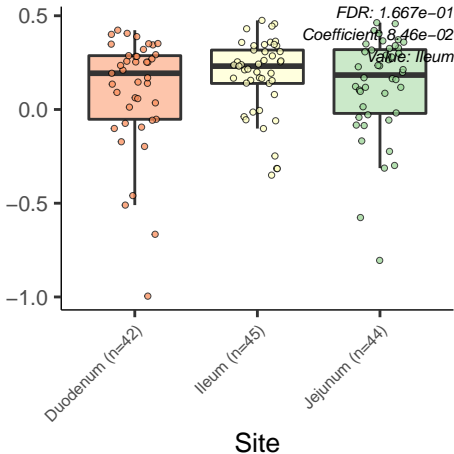 FDR: 1.667e−01
Coefficient: 8.46e−02
Value: Ileum
0.5
0.0
−0.5
−1.0
Duodenum (n=42)
Ileum (n=45)
Jejunum (n=44)
Site